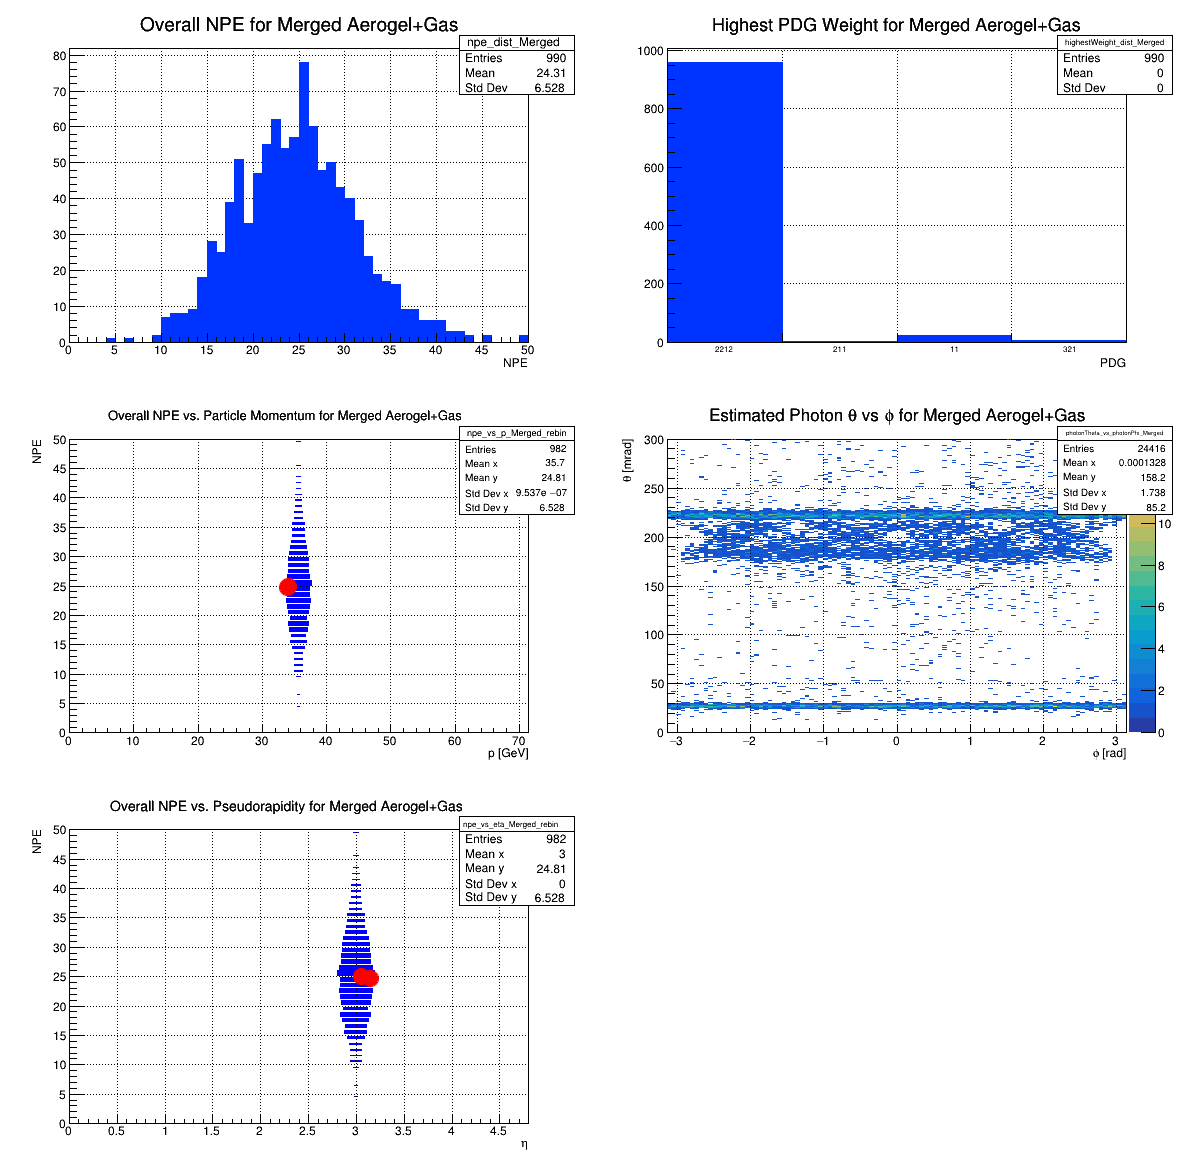 Overall NPE for Merged Aerogel+Gas
npe_dist_Merged
Entries 990
Mean 24.31
Std Dev 6.528
80
70
60
50
40
30
20
10
0
0 5 10 15 20 25 30 35 40 45 50
NPE
Highest PDG Weight for Merged Aerogel+Gas
highestWeight_dist_Merged
Entries 990
Mean 0
Std Dev 0
1000
800
600
400
200
0
2212 211 11 321
PDG
Overall NPE vs. Particle Momentum for Merged Aerogel+Gas
npe_vs_p_Merged_rebin
Entries 982
Mean x 35.7
Mean y 24.81
Std Dev x 9.537e −07
Std Dev y 6.528
NPE
50
45
40
35
30
25
20
15
10
5
0
0 10 20 30 40 50 60 70
p [GeV]
Estimated Photon θ vs ϕ for Merged Aerogel+Gas
photonTheta_vs_photonPhi_Merged
Entries 24416
Mean x 0.0001328
Mean y 158.2
Std Dev x 1.738
Std Dev y 85.2
θ [mrad]
300
250
200
150
100
50
0
−3 −2 −1 0 1 2 3
ϕ [rad]
10
8
6
4
2
0
Overall NPE vs. Pseudorapidity for Merged Aerogel+Gas
npe_vs_eta_Merged_rebin
Entries 982
Mean x 3
Mean y 24.81
Std Dev x 0
Std Dev y 6.528
NPE
50
45
40
35
30
25
20
15
10
5
0
0 0.5 1 1.5 2 2.5 3 3.5 4 4.5
η